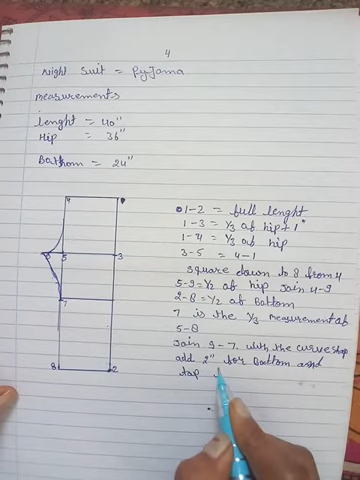 4
Night suit = Pyjama
measurements
Lenght = 40"
Hip = 36"
Bottom = 24"
1-2 = full lenght
1-3 = 1/3 of hip + 1"
1-4 = 1/3 of hip
3-5 = 4-1
square down to 8 from 4
5-9 = 1/2 of hip Join 4-9
2-8 = 1/2 of Bottom
7 is the 1/3 measurement of
5-8
Join 9-7 with the curve shap
add 2" for Bottom and
top
4
5
3
7
8
2